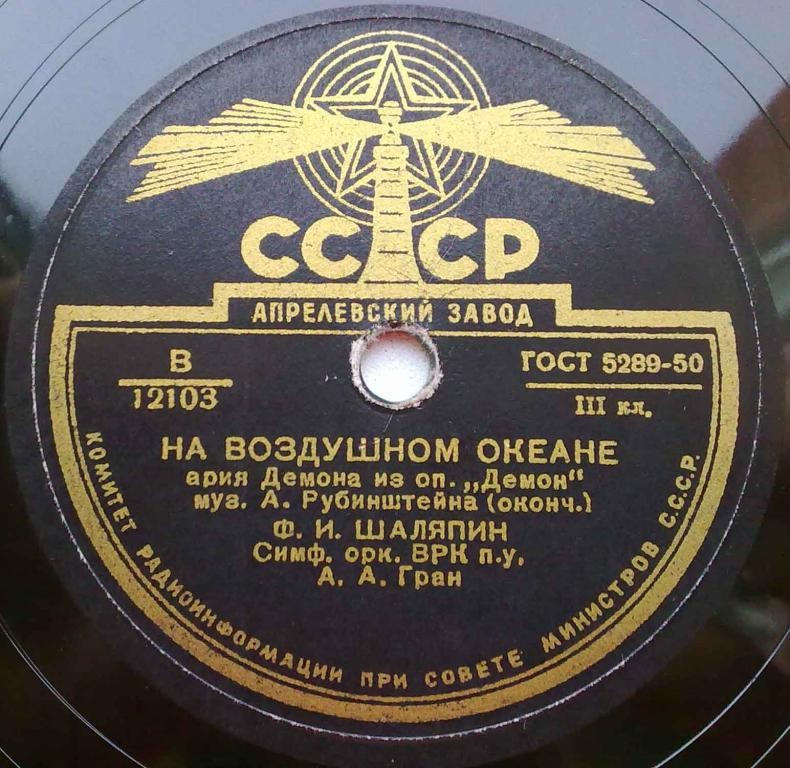 СССР
АПРЕЛЕВСКИЙ ЗАВОД
В
12103
ГОСТ 5289-50
III кл.
НА ВОЗДУШНОМ ОКЕАНЕ
ария Демона из оп. „Демон"
муз. А. Рубинштейна (оконч.)
Ф. И. ШАЛЯПИН
Симф. орк. ВРК п.у.
А. А. Гран
КОМИТЕТ РАДИОИНФОРМАЦИИ ПРИ СОВЕТЕ МИНИСТРОВ С.С.С.Р.